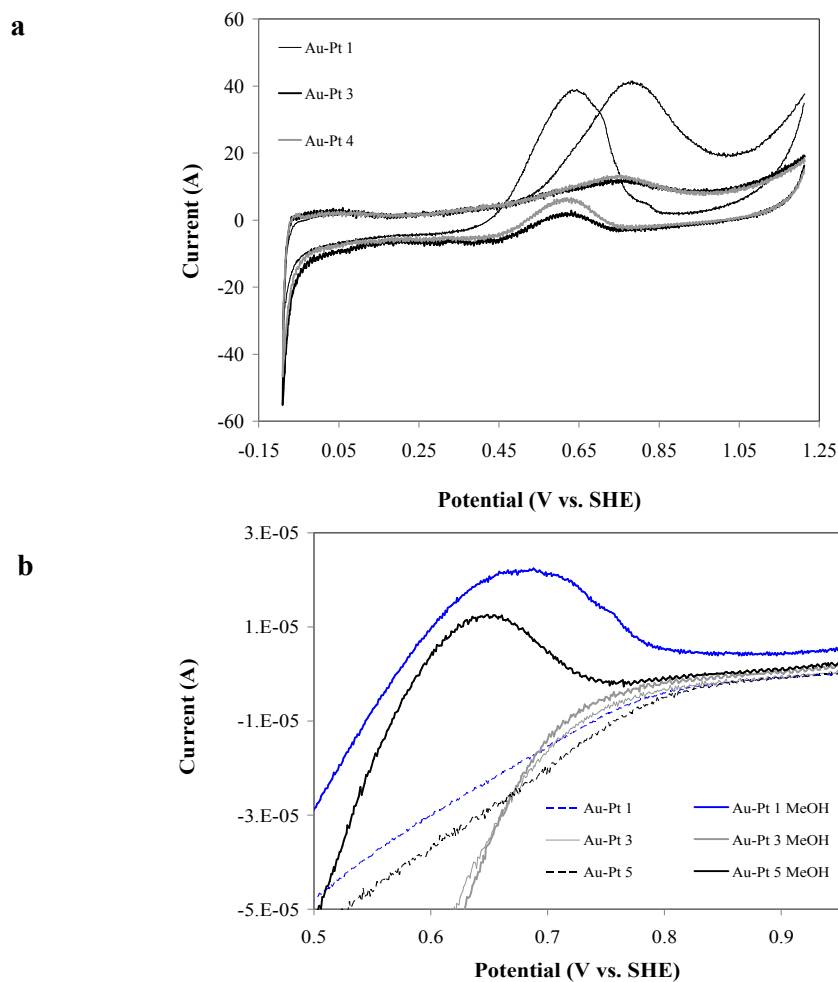 a
60
40
20
0
-20
-40
-60
Current (A)
Au-Pt 1
Au-Pt 3
Au-Pt 4
-0.15 0.05 0.25 0.45 0.65 0.85 1.05 1.25
Potential (V vs. SHE)
b
3.E-05
1.E-05
-1.E-05
-3.E-05
-5.E-05
Current (A)
Au-Pt 1 Au-Pt 1 MeOH
Au-Pt 3 Au-Pt 3 MeOH
Au-Pt 5 Au-Pt 5 MeOH
0.5 0.6 0.7 0.8 0.9
Potential (V vs. SHE)